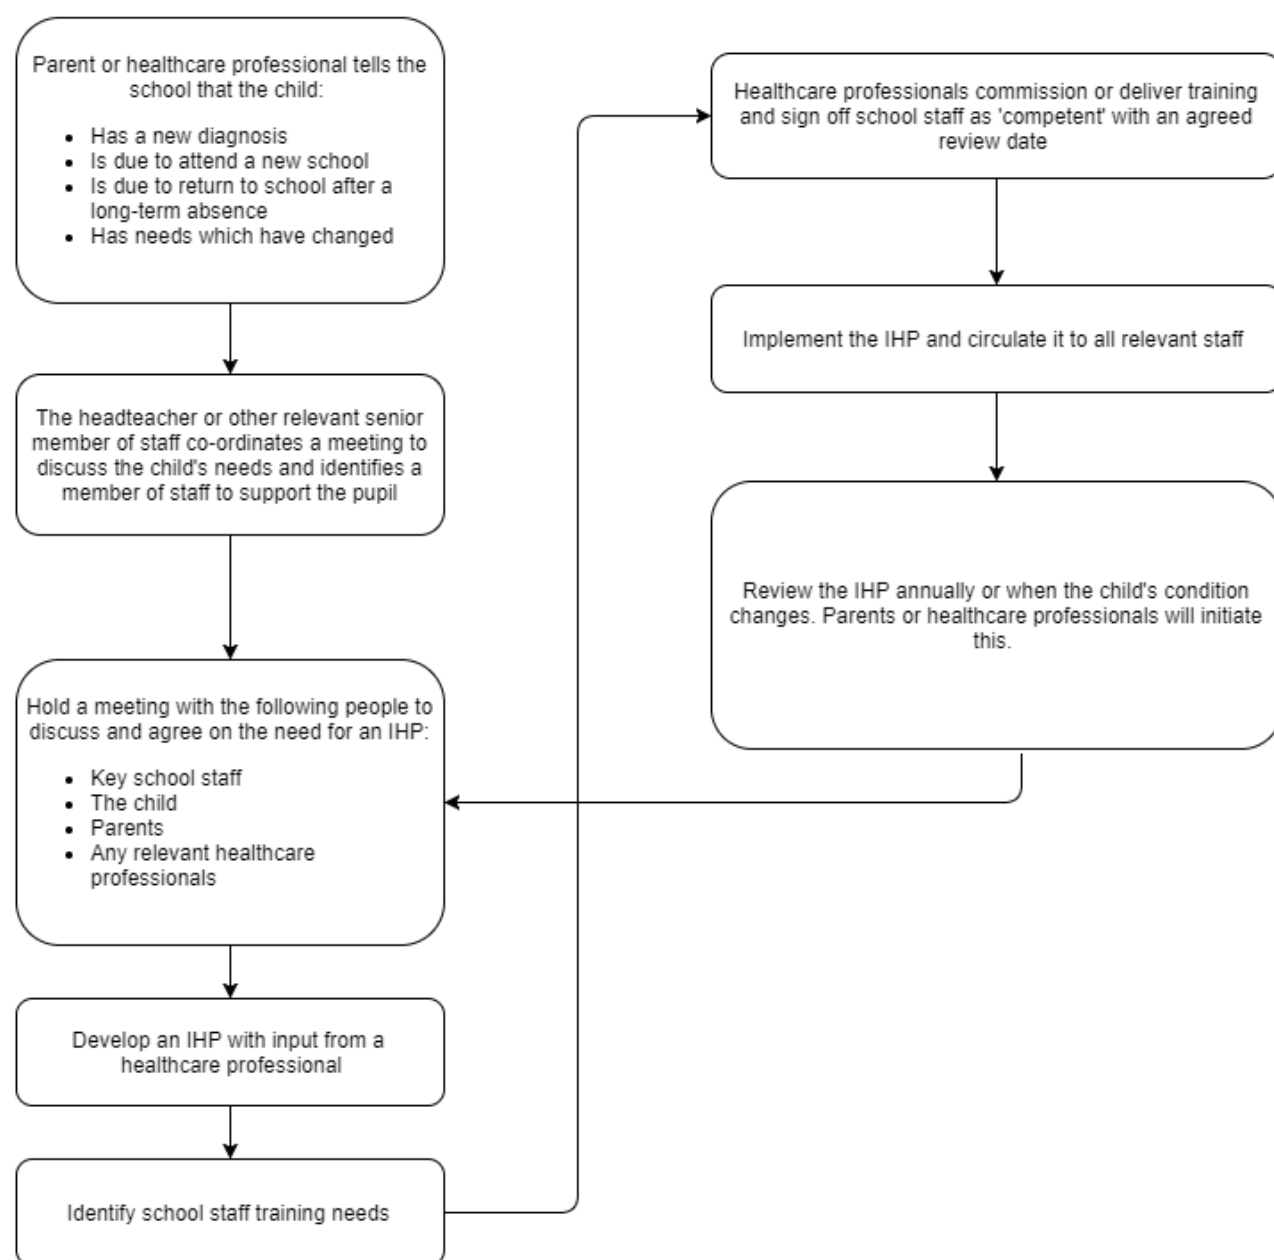 Parent or healthcare professional tells the
school that the child:
• Has a new diagnosis
• Is due to attend a new school
• Is due to return to school after a
long-term absence
• Has needs which have changed
The headteacher or other relevant senior
member of staff co-ordinates a meeting to
discuss the child's needs and identifies a
member of staff to support the pupil
Hold a meeting with the following people to
discuss and agree on the need for an IHP:
• Key school staff
• The child
• Parents
• Any relevant healthcare
professionals
Develop an IHP with input from a
healthcare professional
Identify school staff training needs
Healthcare professionals commission or deliver training
and sign off school staff as 'competent' with an agreed
review date
Implement the IHP and circulate it to all relevant staff
Review the IHP annually or when the child's condition
changes. Parents or healthcare professionals will initiate
this.